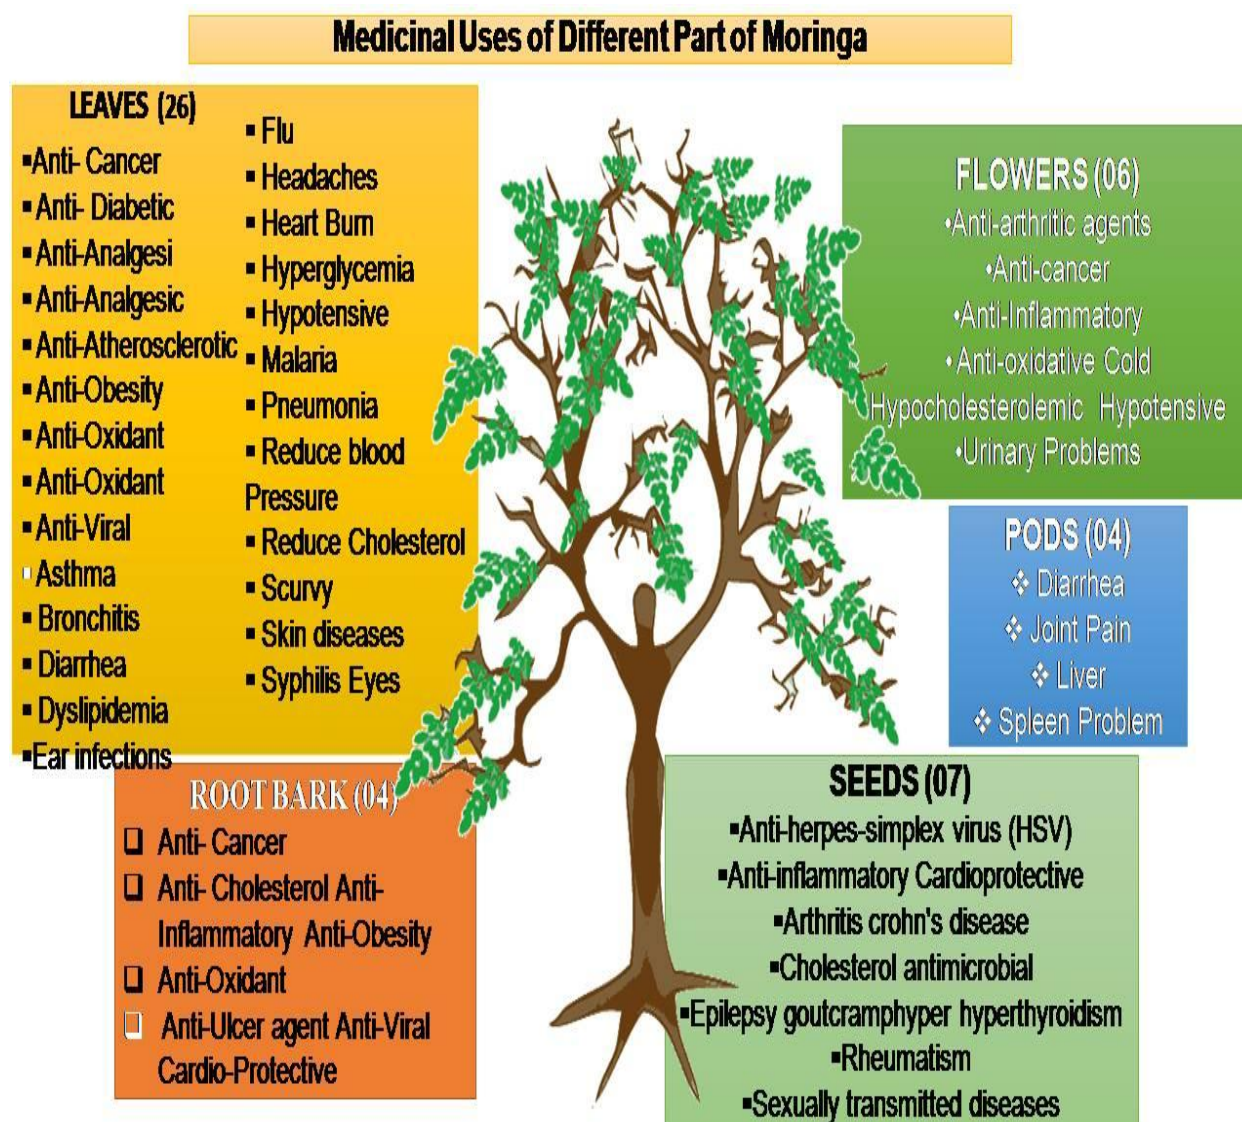 Medicinal Uses of Different Part of Moringa
LEAVES (26)
▪Anti- Cancer
▪ Anti- Diabetic
▪ Anti-Analgesi
▪ Anti-Analgesic
▪ Anti-Atherosclerotic
▪ Anti-Obesity
▪ Anti-Oxidant
▪ Anti-Oxidant
▪ Anti-Viral
▪ Asthma
▪ Bronchitis
▪ Diarrhea
▪ Dyslipidemia
▪Ear infections
▪ Flu
▪ Headaches
▪ Heart Burn
▪ Hyperglycemia
▪ Hypotensive
▪ Malaria
▪ Pneumonia
▪ Reduce blood
Pressure
▪ Reduce Cholesterol
▪ Scurvy
▪ Skin diseases
▪ Syphilis Eyes
FLOWERS (06)
•Anti-arthritic agents
•Anti-cancer
•Anti-Inflammatory
•Anti-oxidative Cold
Hypocholesterolemic Hypotensive
•Urinary Problems
PODS (04)
❖ Diarrhea
❖ Joint Pain
❖ Liver
❖ Spleen Problem
ROOT BARK (04)
❑ Anti- Cancer
❑ Anti- Cholesterol Anti-
Inflammatory Anti-Obesity
❑ Anti-Oxidant
❑ Anti-Ulcer agent Anti-Viral
Cardio-Protective
SEEDS (07)
▪Anti-herpes-simplex virus (HSV)
▪Anti-inflammatory Cardioprotective
▪Arthritis crohn's disease
▪Cholesterol antimicrobial
▪Epilepsy goutcramphyper hyperthyroidism
▪Rheumatism
▪Sexually transmitted diseases